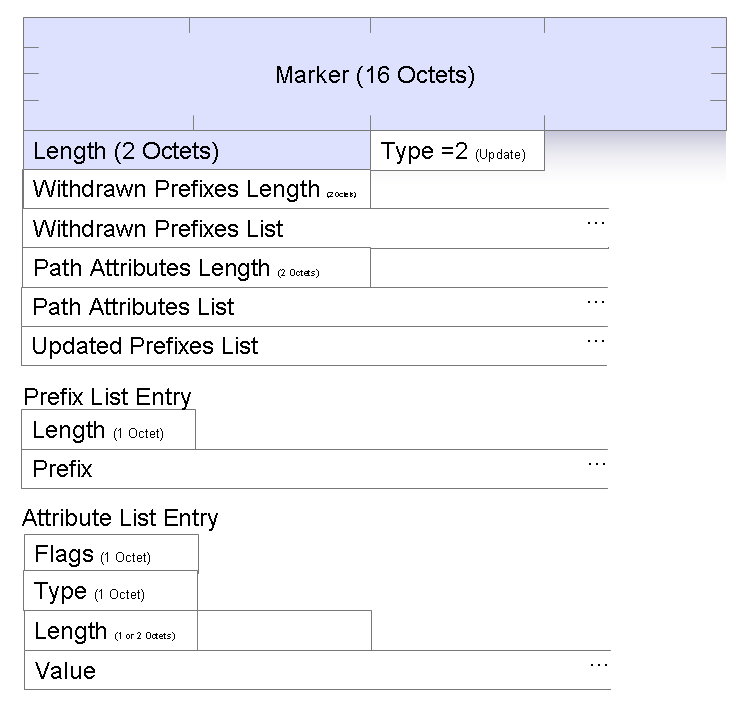 Marker (16 Octets)
Length (2 Octets) Type =2 (Update)
Withdrawn Prefixes Length (2 Octets)
Withdrawn Prefixes List ...
Path Attributes Length (2 Octets)
Path Attributes List ...
Updated Prefixes List ...
Prefix List Entry
Length (1 Octet)
Prefix ...
Attribute List Entry
Flags (1 Octet)
Type (1 Octet)
Length (1 or 2 Octets)
Value ...